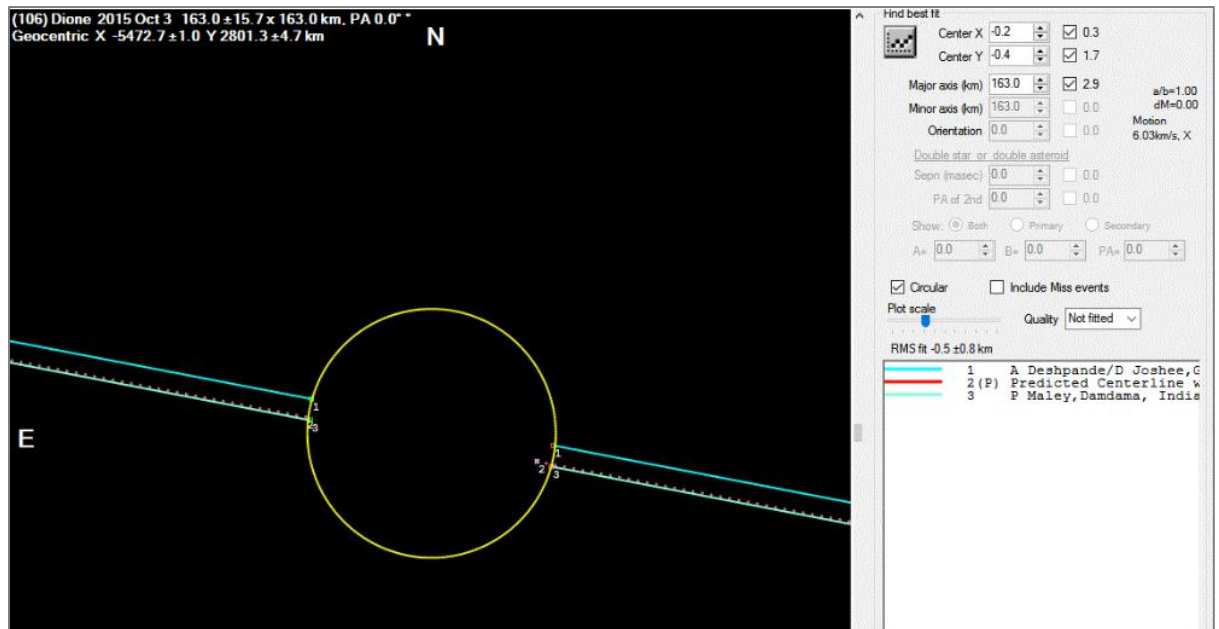 (106) Dione 2015 Oct 3 163.0 ±15.7 x 163.0 km, PA 0.0° °
Geocentric X -5472.7 ±1.0 Y 2801.3 ±4.7 km
N
E
1
2
3
1
2
3
Find best fit
Center X -0.2 0.3
Center Y -0.4 1.7
Major axis (km) 163.0 2.9
Minor axis (km) 163.0 0.0
Orientation 0.0 0.0
a/b=1.00
dM=0.00
Motion
6.03km/s, X
Double star or double asteroid
Sepn (masec) 0.0 0.0
PA of 2nd 0.0 0.0
Show: Both Primary Secondary
A= 0.0 B= 0.0 PA= 0.0
Circular Include Miss events
Plot scale
Quality Not fitted
RMS fit -0.5 ±0.8 km
1 A Deshpande/D Joshee,G
2(P) Predicted Centerline w
3 P Maley,Damdama, India